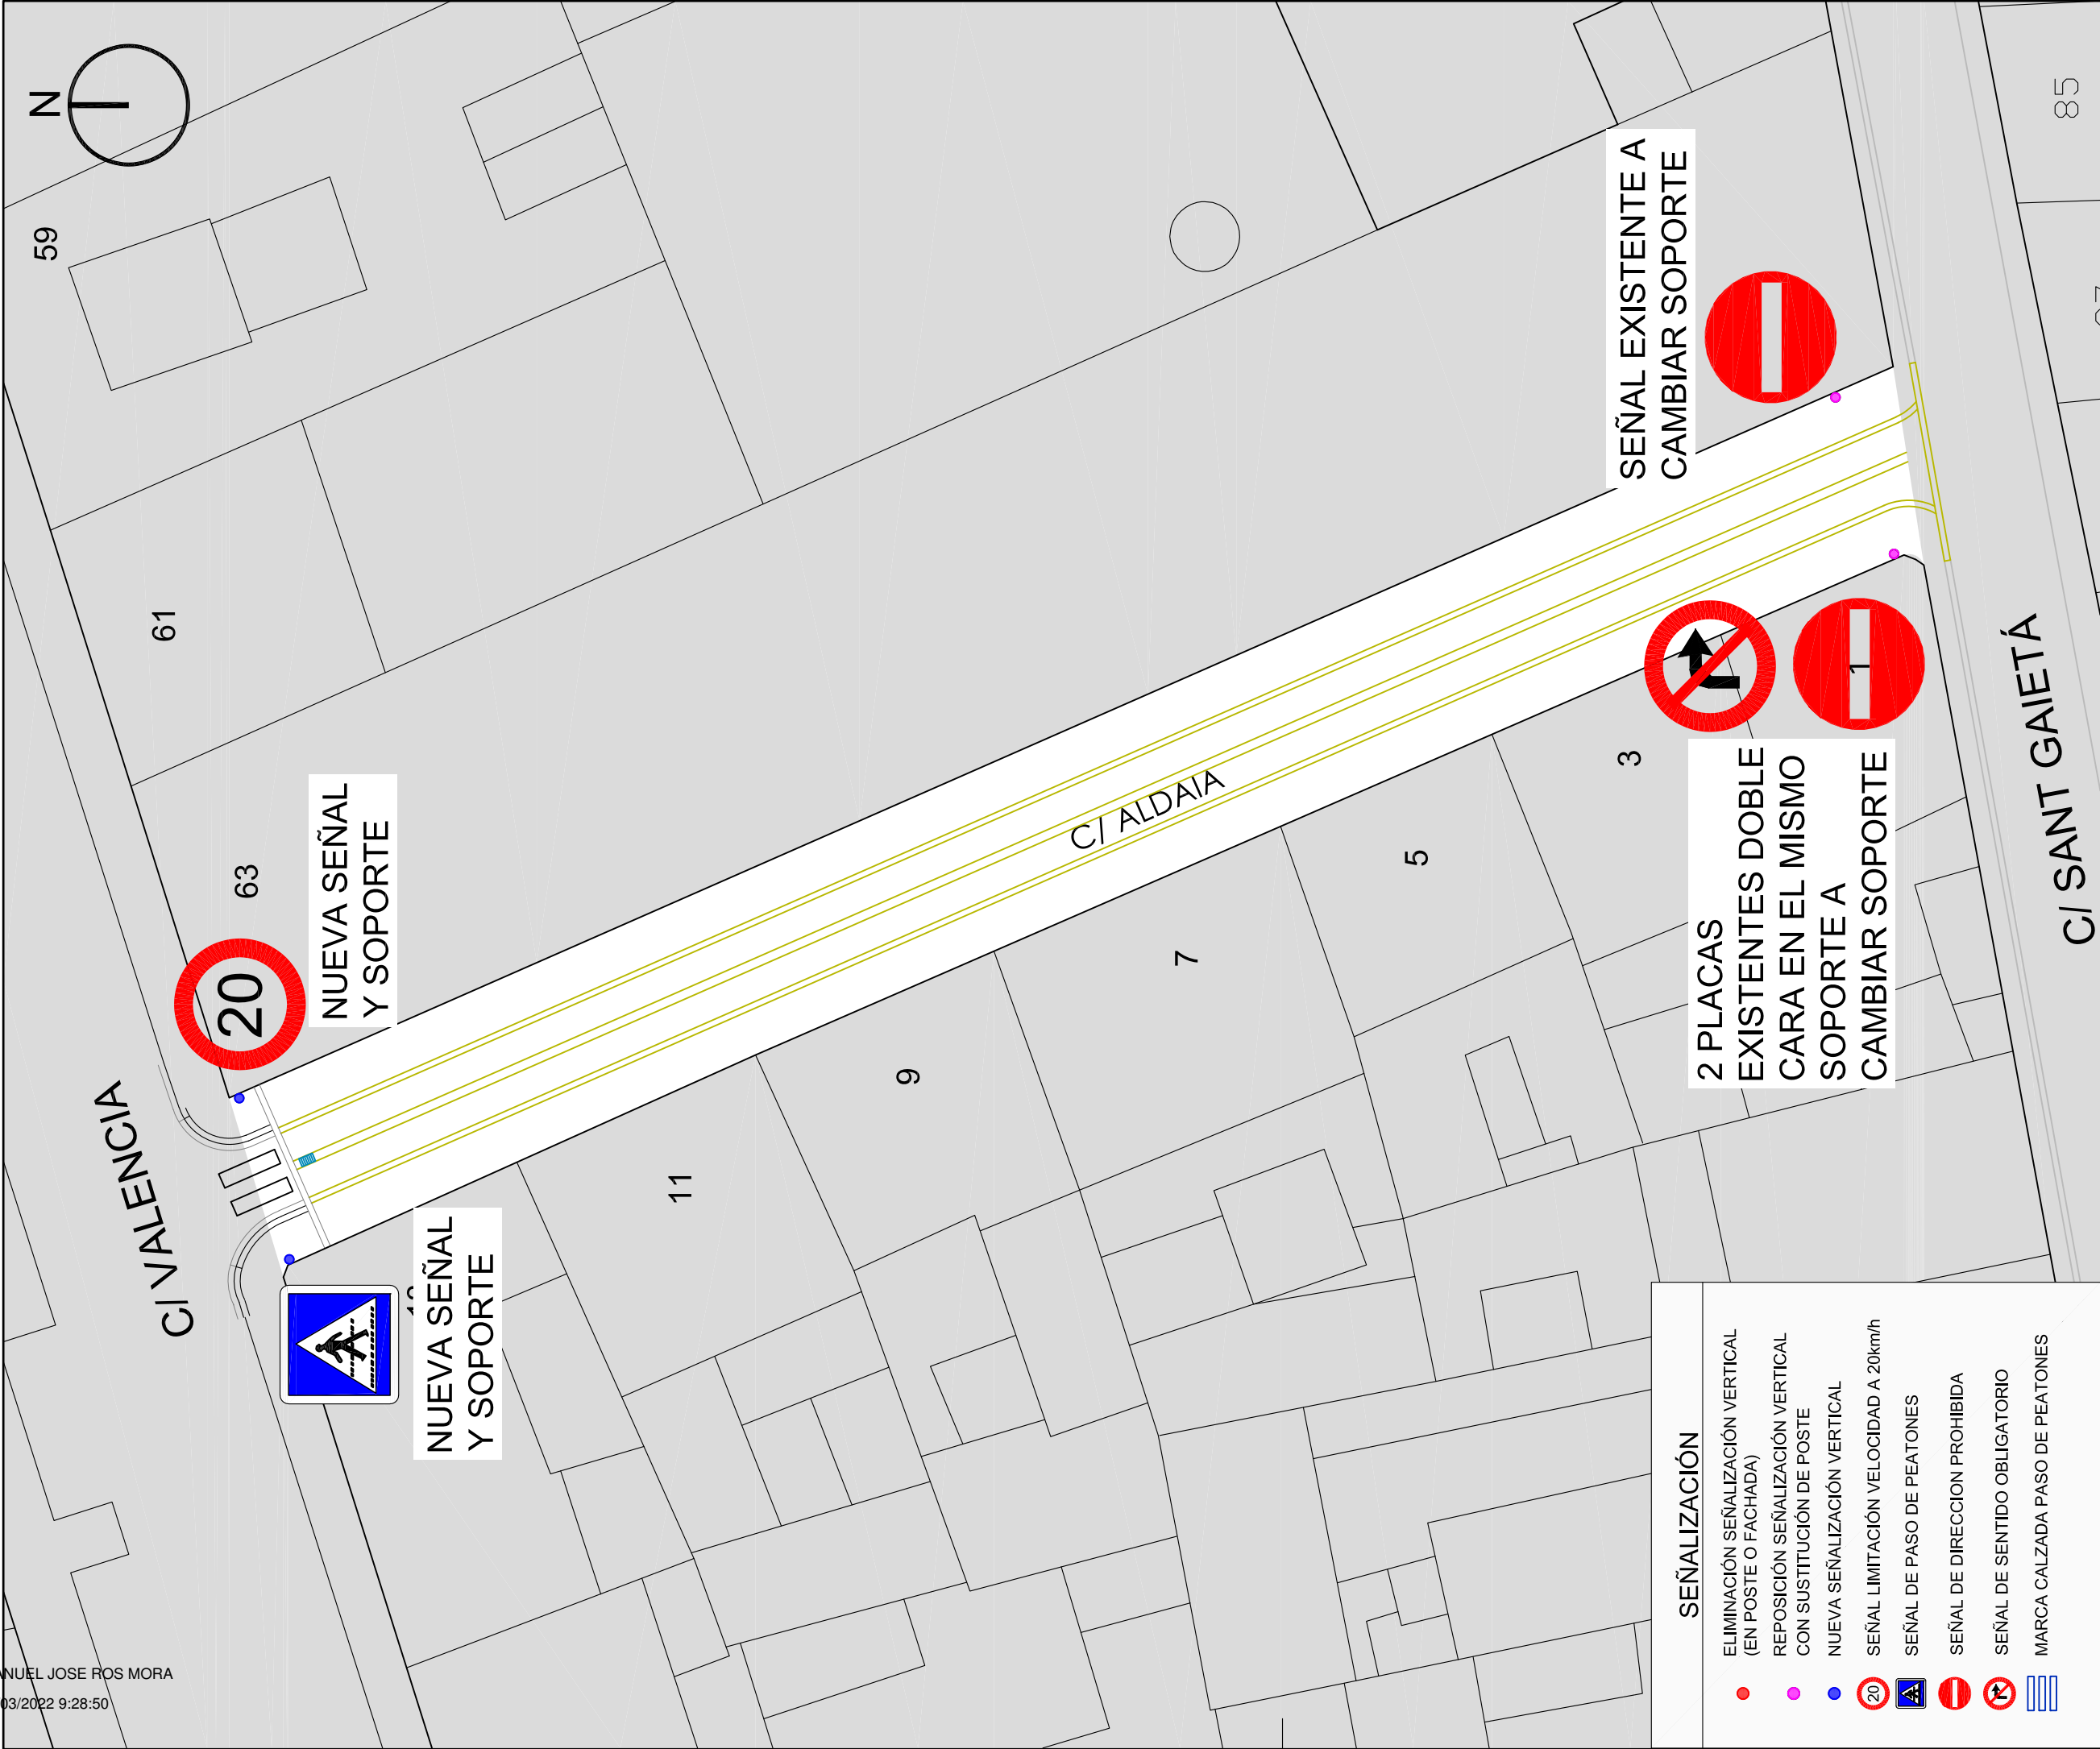 N
59
61
63
C/ VALENCIA
20
NUEVA SEÑAL
Y SOPORTE
NUEVA SEÑAL
Y SOPORTE
11
9
7
5
3
C/ ALDAIA
SEÑAL EXISTENTE A
CAMBIAR SOPORTE
1
2 PLACAS
EXISTENTES DOBLE
CARA EN EL MISMO
SOPORTE A
CAMBIAR SOPORTE
C/ SANT GAIETÁ
85
SEÑALIZACIÓN
ELIMINACIÓN SEÑALIZACIÓN VERTICAL
(EN POSTE O FACHADA)
REPOSICIÓN SEÑALIZACIÓN VERTICAL
CON SUSTITUCIÓN DE POSTE
NUEVA SEÑALIZACIÓN VERTICAL
20
SEÑAL LIMITACIÓN VELOCIDAD A 20km/h
SEÑAL DE PASO DE PEATONES
SEÑAL DE DIRECCION PROHIBIDA
SEÑAL DE SENTIDO OBLIGATORIO
MARCA CALZADA PASO DE PEATONES
NUEL JOSE ROS MORA
03/2022 9:28:50